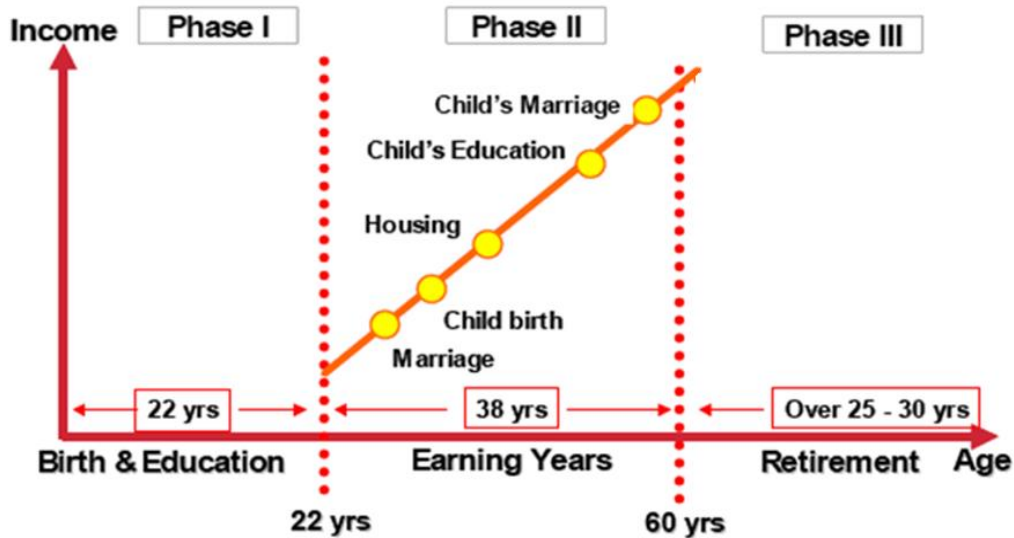 Income
Phase I
Phase II
Phase III
Child's Marriage
Child's Education
Housing
Child birth
Marriage
22 yrs
38 yrs
Over 25 - 30 yrs
Birth & Education
Earning Years
Retirement
Age
22 yrs
60 yrs